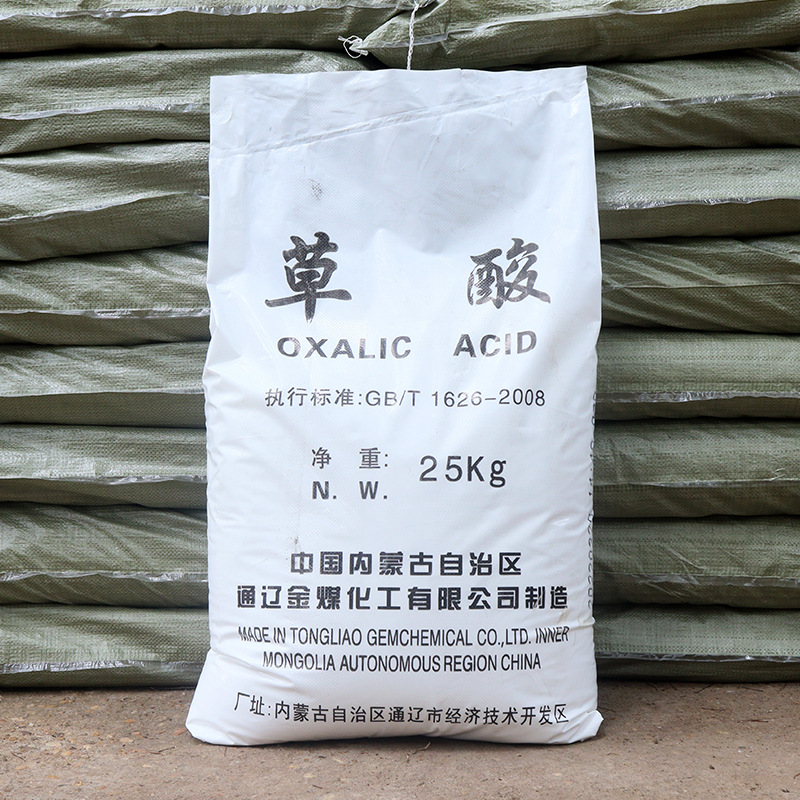 草 酸
OXALIC ACID
执行标准:GB/T 1626-2008
净 重: 25Kg
N. W.
中国内蒙古自治区
通辽金煤化工有限公司制造
MADE IN TONGLIAO GEMCHEMICAL CO.,LTD. INNER
MONGOLIA AUTONOMOUS REGION CHINA
厂址:内蒙古自治区通辽市经济技术开发区